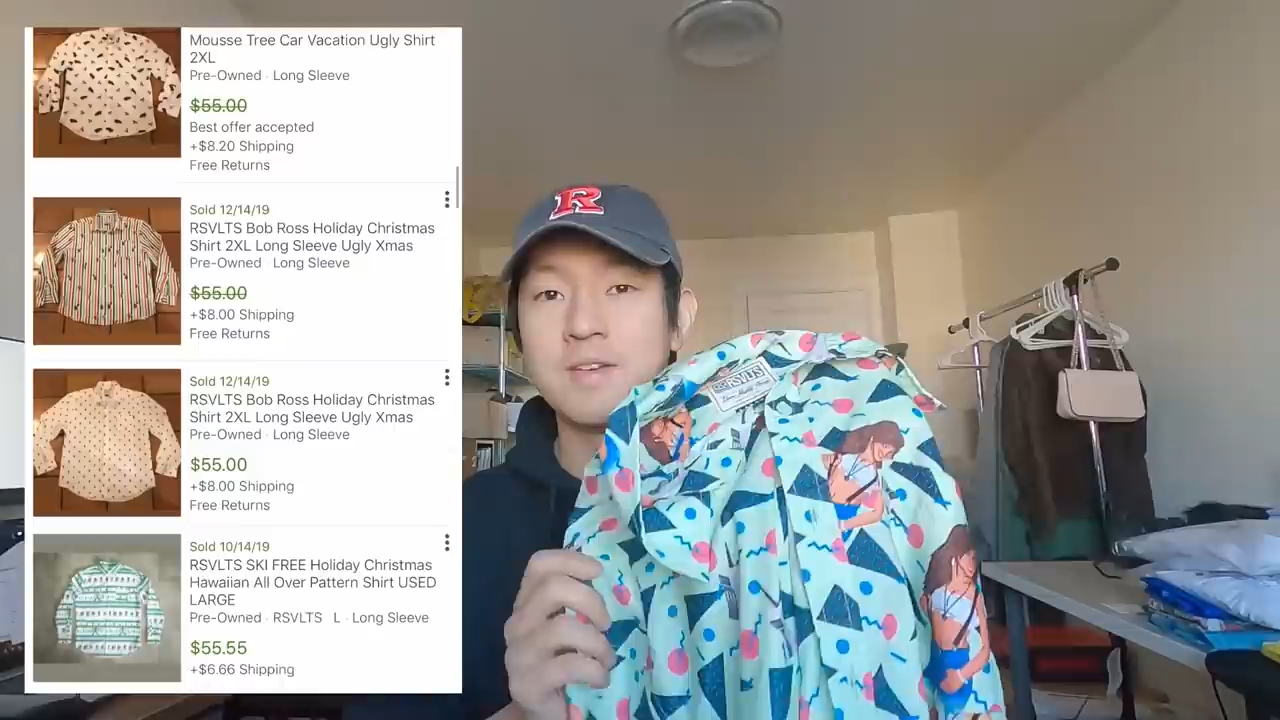 Mousse Tree Car Vacation Ugly Shirt
2XL
Pre-Owned · Long Sleeve
$55.00
Best offer accepted
+$8.20 Shipping
Free Returns
Sold 12/14/19
RSVLTS Bob Ross Holiday Christmas
Shirt 2XL Long Sleeve Ugly Xmas
Pre-Owned Long Sleeve
$55.00
+$8.00 Shipping
Free Returns
Sold 12/14/19
RSVLTS Bob Ross Holiday Christmas
Shirt 2XL Long Sleeve Ugly Xmas
Pre-Owned · Long Sleeve
$55.00
+$8.00 Shipping
Free Returns
Sold 10/14/19
RSVLTS SKI FREE Holiday Christmas
Hawaiian All Over Pattern Shirt USED
LARGE
Pre-Owned · RSVLTS L · Long Sleeve
$55.55
+$6.66 Shipping
R
RSVLTS